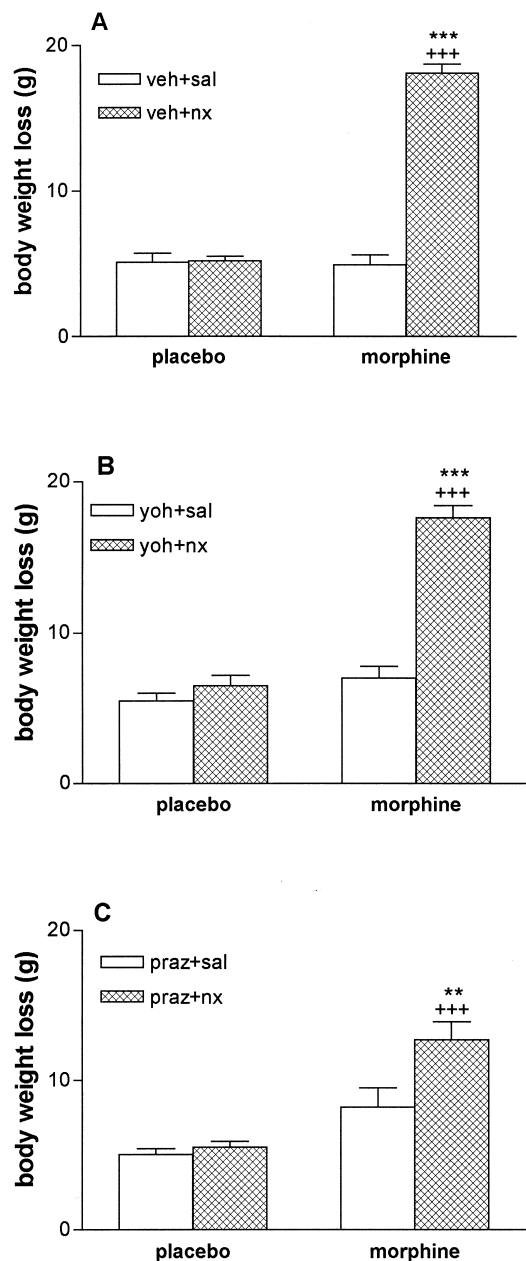 A
20
***
+++
veh+sal
veh+nx
10
0
body weight loss (g)
placebo
morphine
B
20
***
+++
yoh+sal
yoh+nx
10
0
body weight loss (g)
placebo
morphine
C
20
praz+sal
praz+nx
**
+++
10
0
body weight loss (g)
placebo
morphine